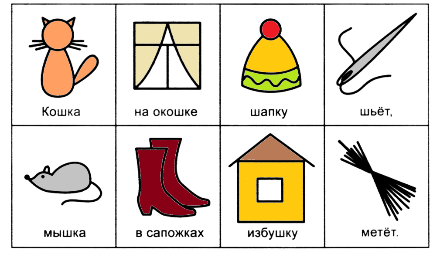 Кошка на окошке шапку шьёт,
мышка в сапожках избушку метёт.